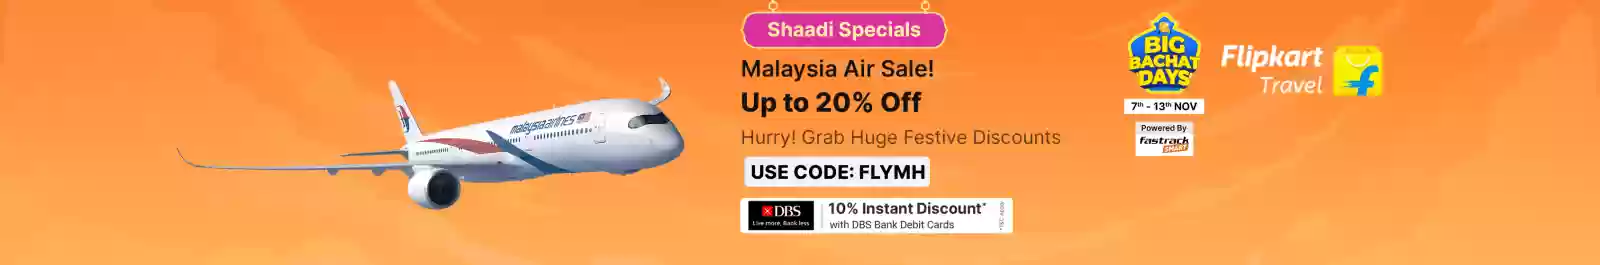 Shaadi Specials
Malaysia Air Sale!
Up to 20% Off
Hurry! Grab Huge Festive Discounts
USE CODE: FLYMH
DBS
Live more, Bank less
10% Instant Discount*
with DBS Bank Debit Cards
malaysia airlines
BIG
BACHAT
DAYS
7th - 13th NOV
Powered By
fastrack
SMART
Flipkart
Travel